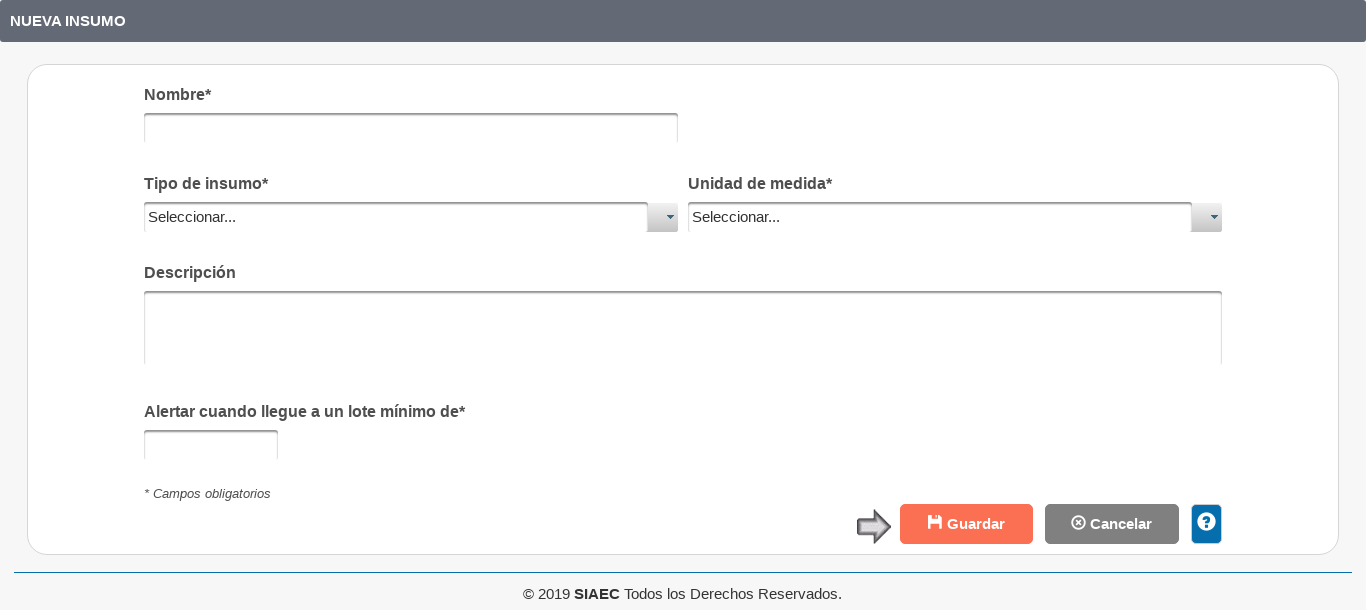 NUEVA INSUMO
Nombre*
Tipo de insumo* Unidad de medida*
Seleccionar... Seleccionar...
Descripción
Alertar cuando llegue a un lote mínimo de*
* Campos obligatorios
Guardar Cancelar ?
© 2019 SIAEC Todos los Derechos Reservados.